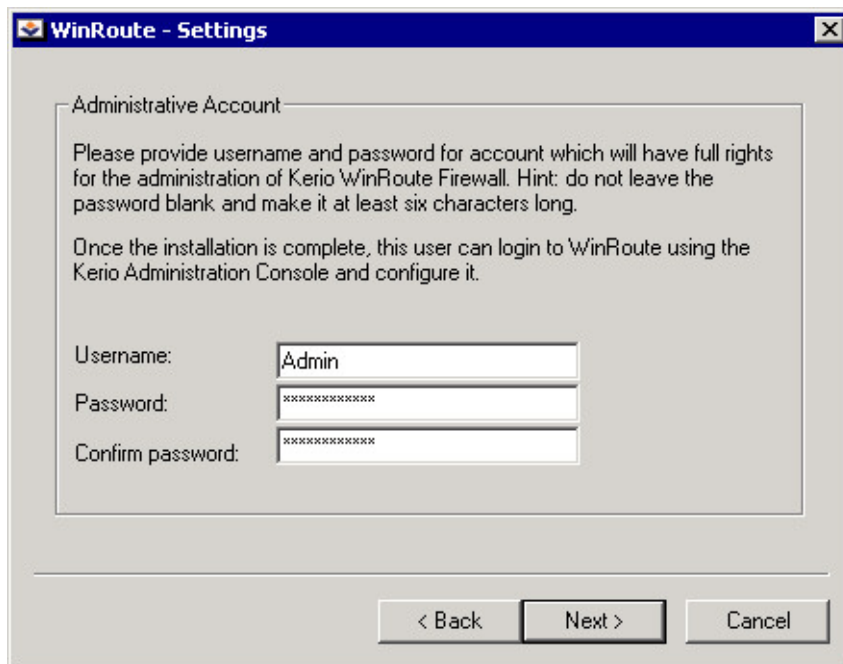 WinRoute - Settings
Administrative Account
Please provide username and password for account which will have full rights
for the administration of Kerio WinRoute Firewall. Hint: do not leave the
password blank and make it at least six characters long.
Once the installation is complete, this user can login to WinRoute using the
Kerio Administration Console and configure it.
Username:
Admin
Password:
************
Confirm password:
************
< Back
Next >
Cancel